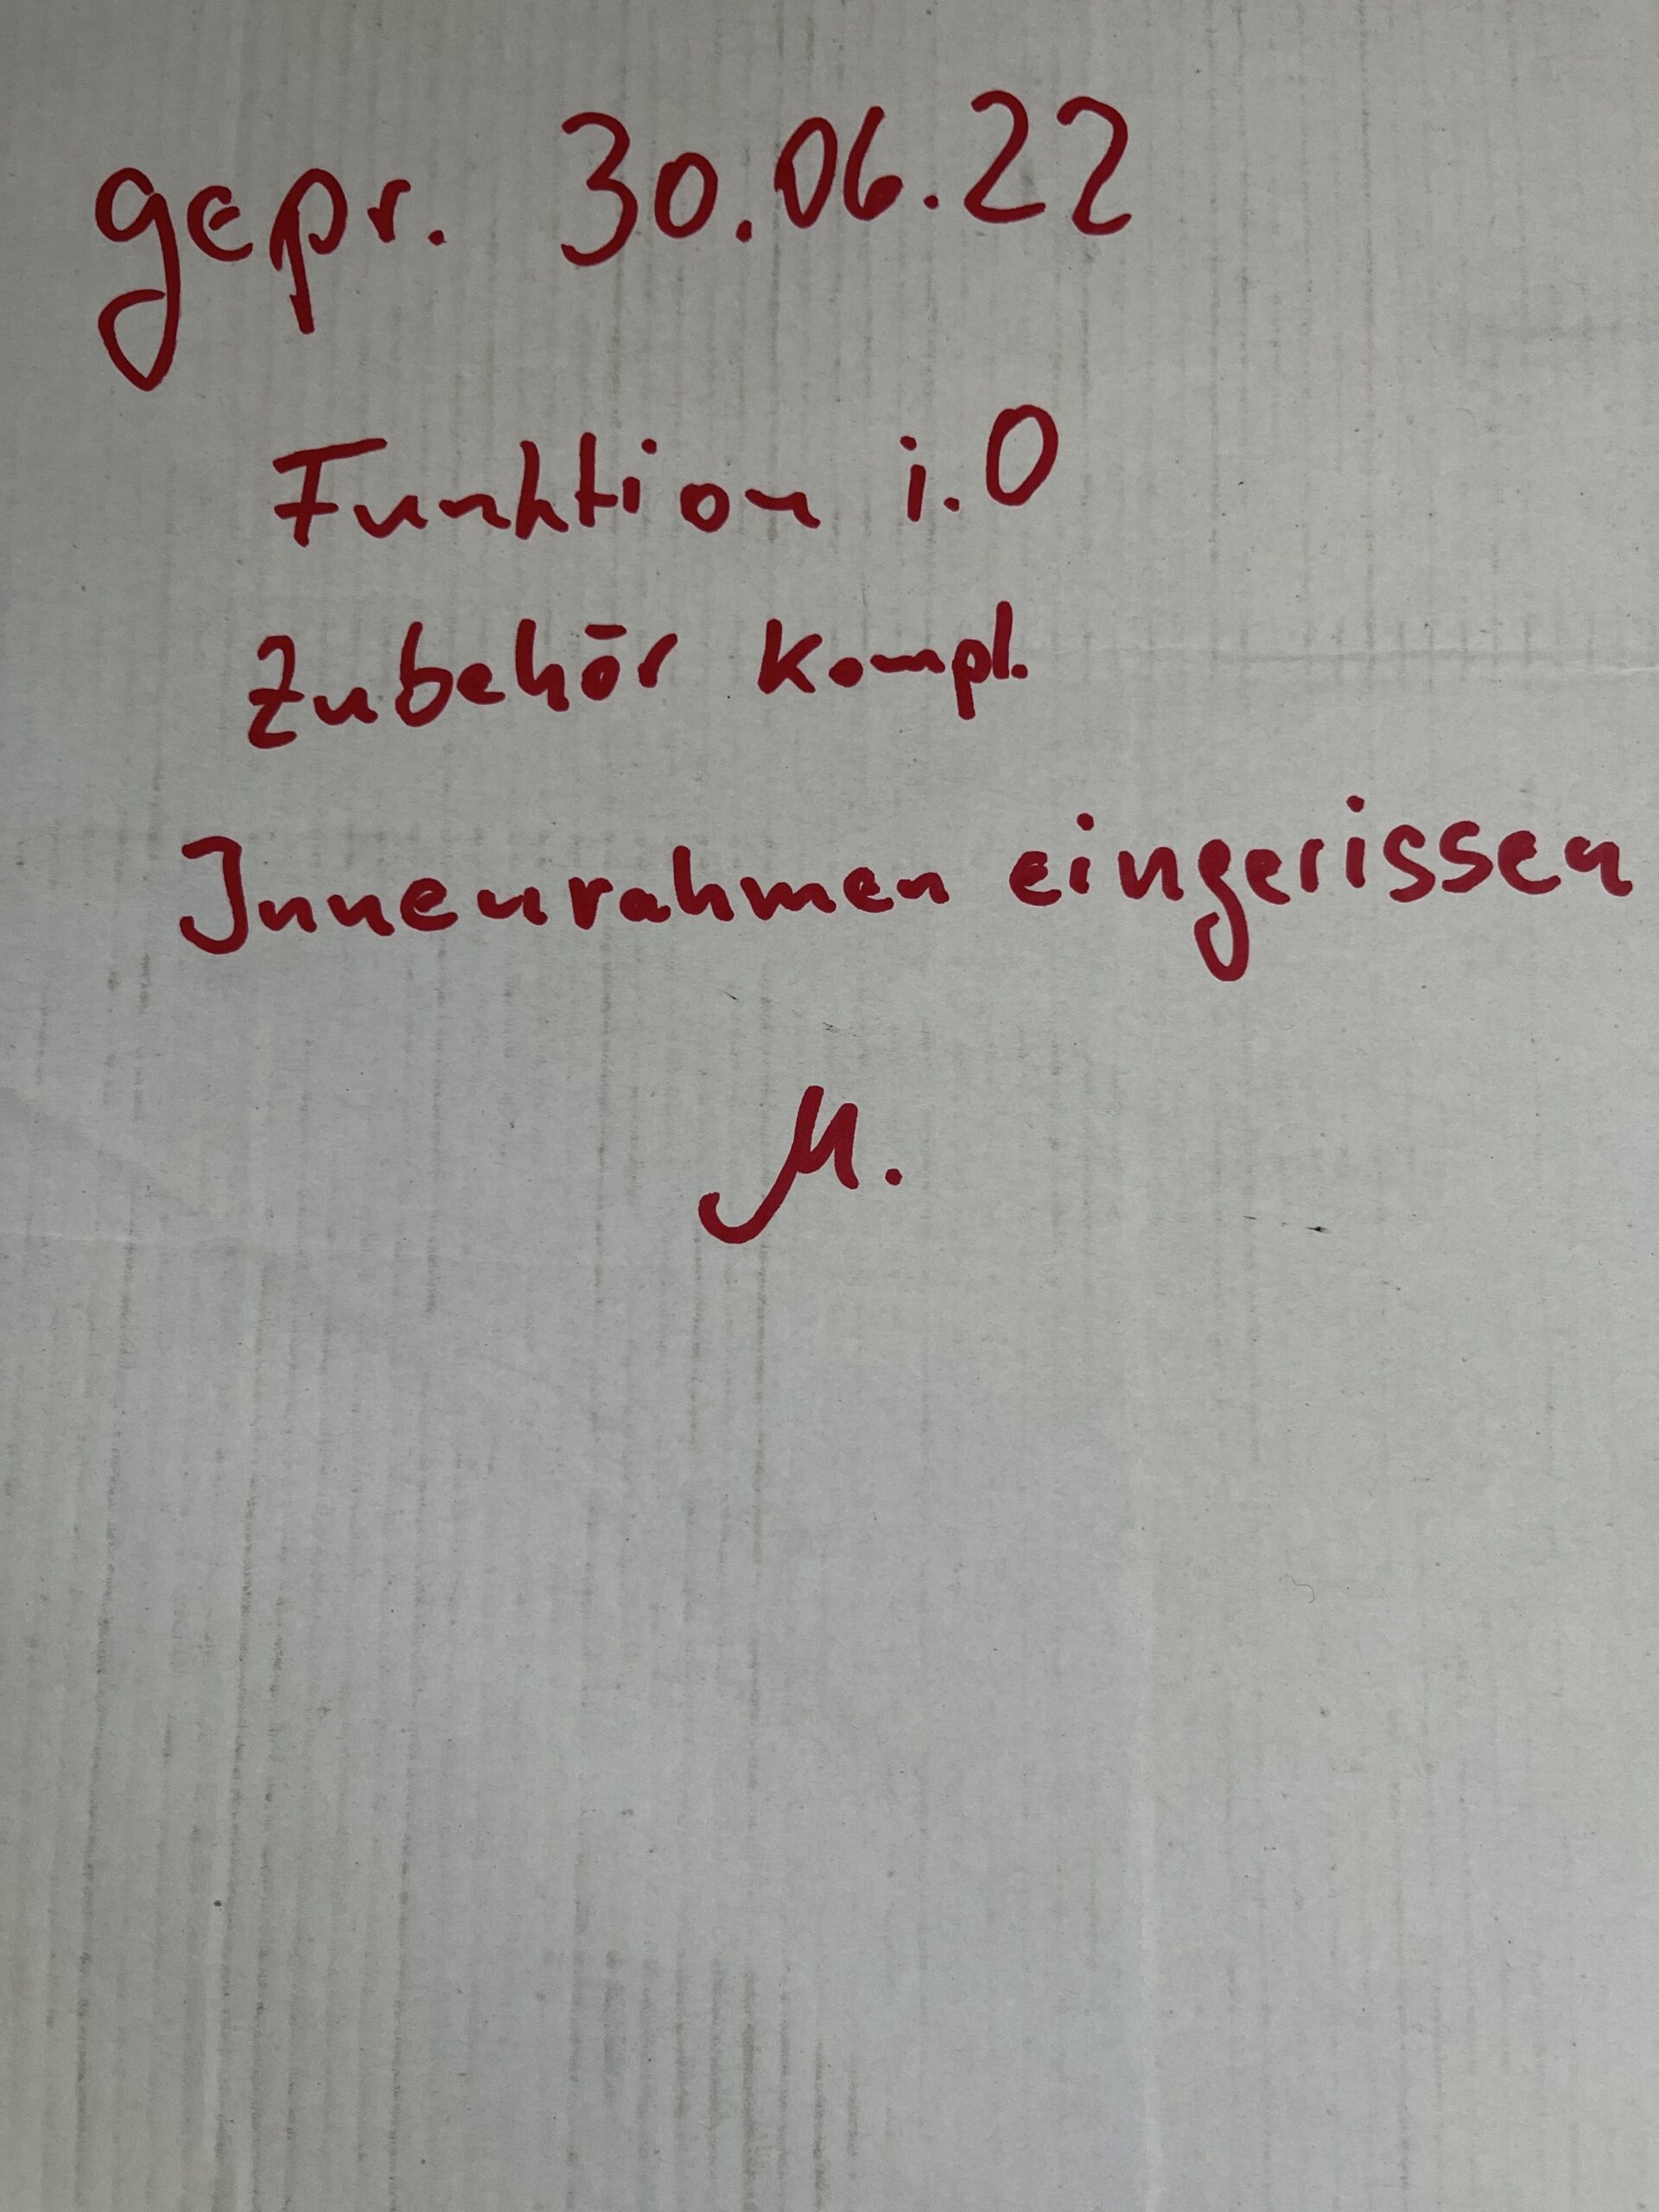 gepr. 30.06.22
Funktion i.O
Zubehör kompl.
Innenrahmen eingerissen
M.